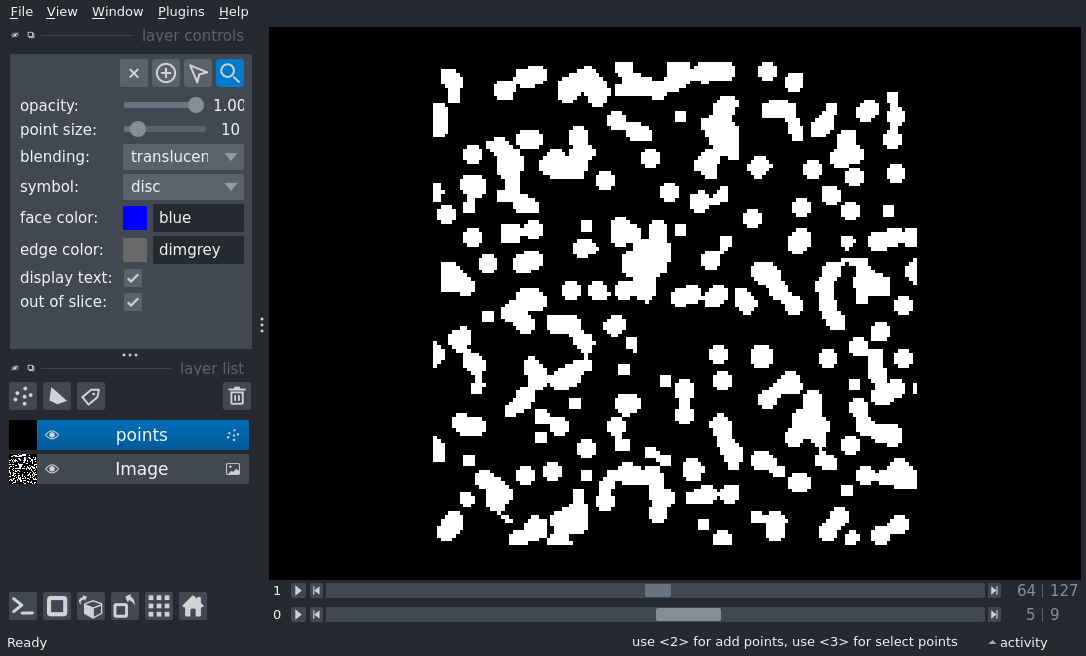 File View Window Plugins Help
layer controls
opacity: 1.00
point size: 10
blending: translucen
symbol: disc
face color: blue
edge color: dimgrey
display text:
out of slice:
layer list
points
Image
1 64 127
0 5 9
Ready use <2> for add points, use <3> for select points activity